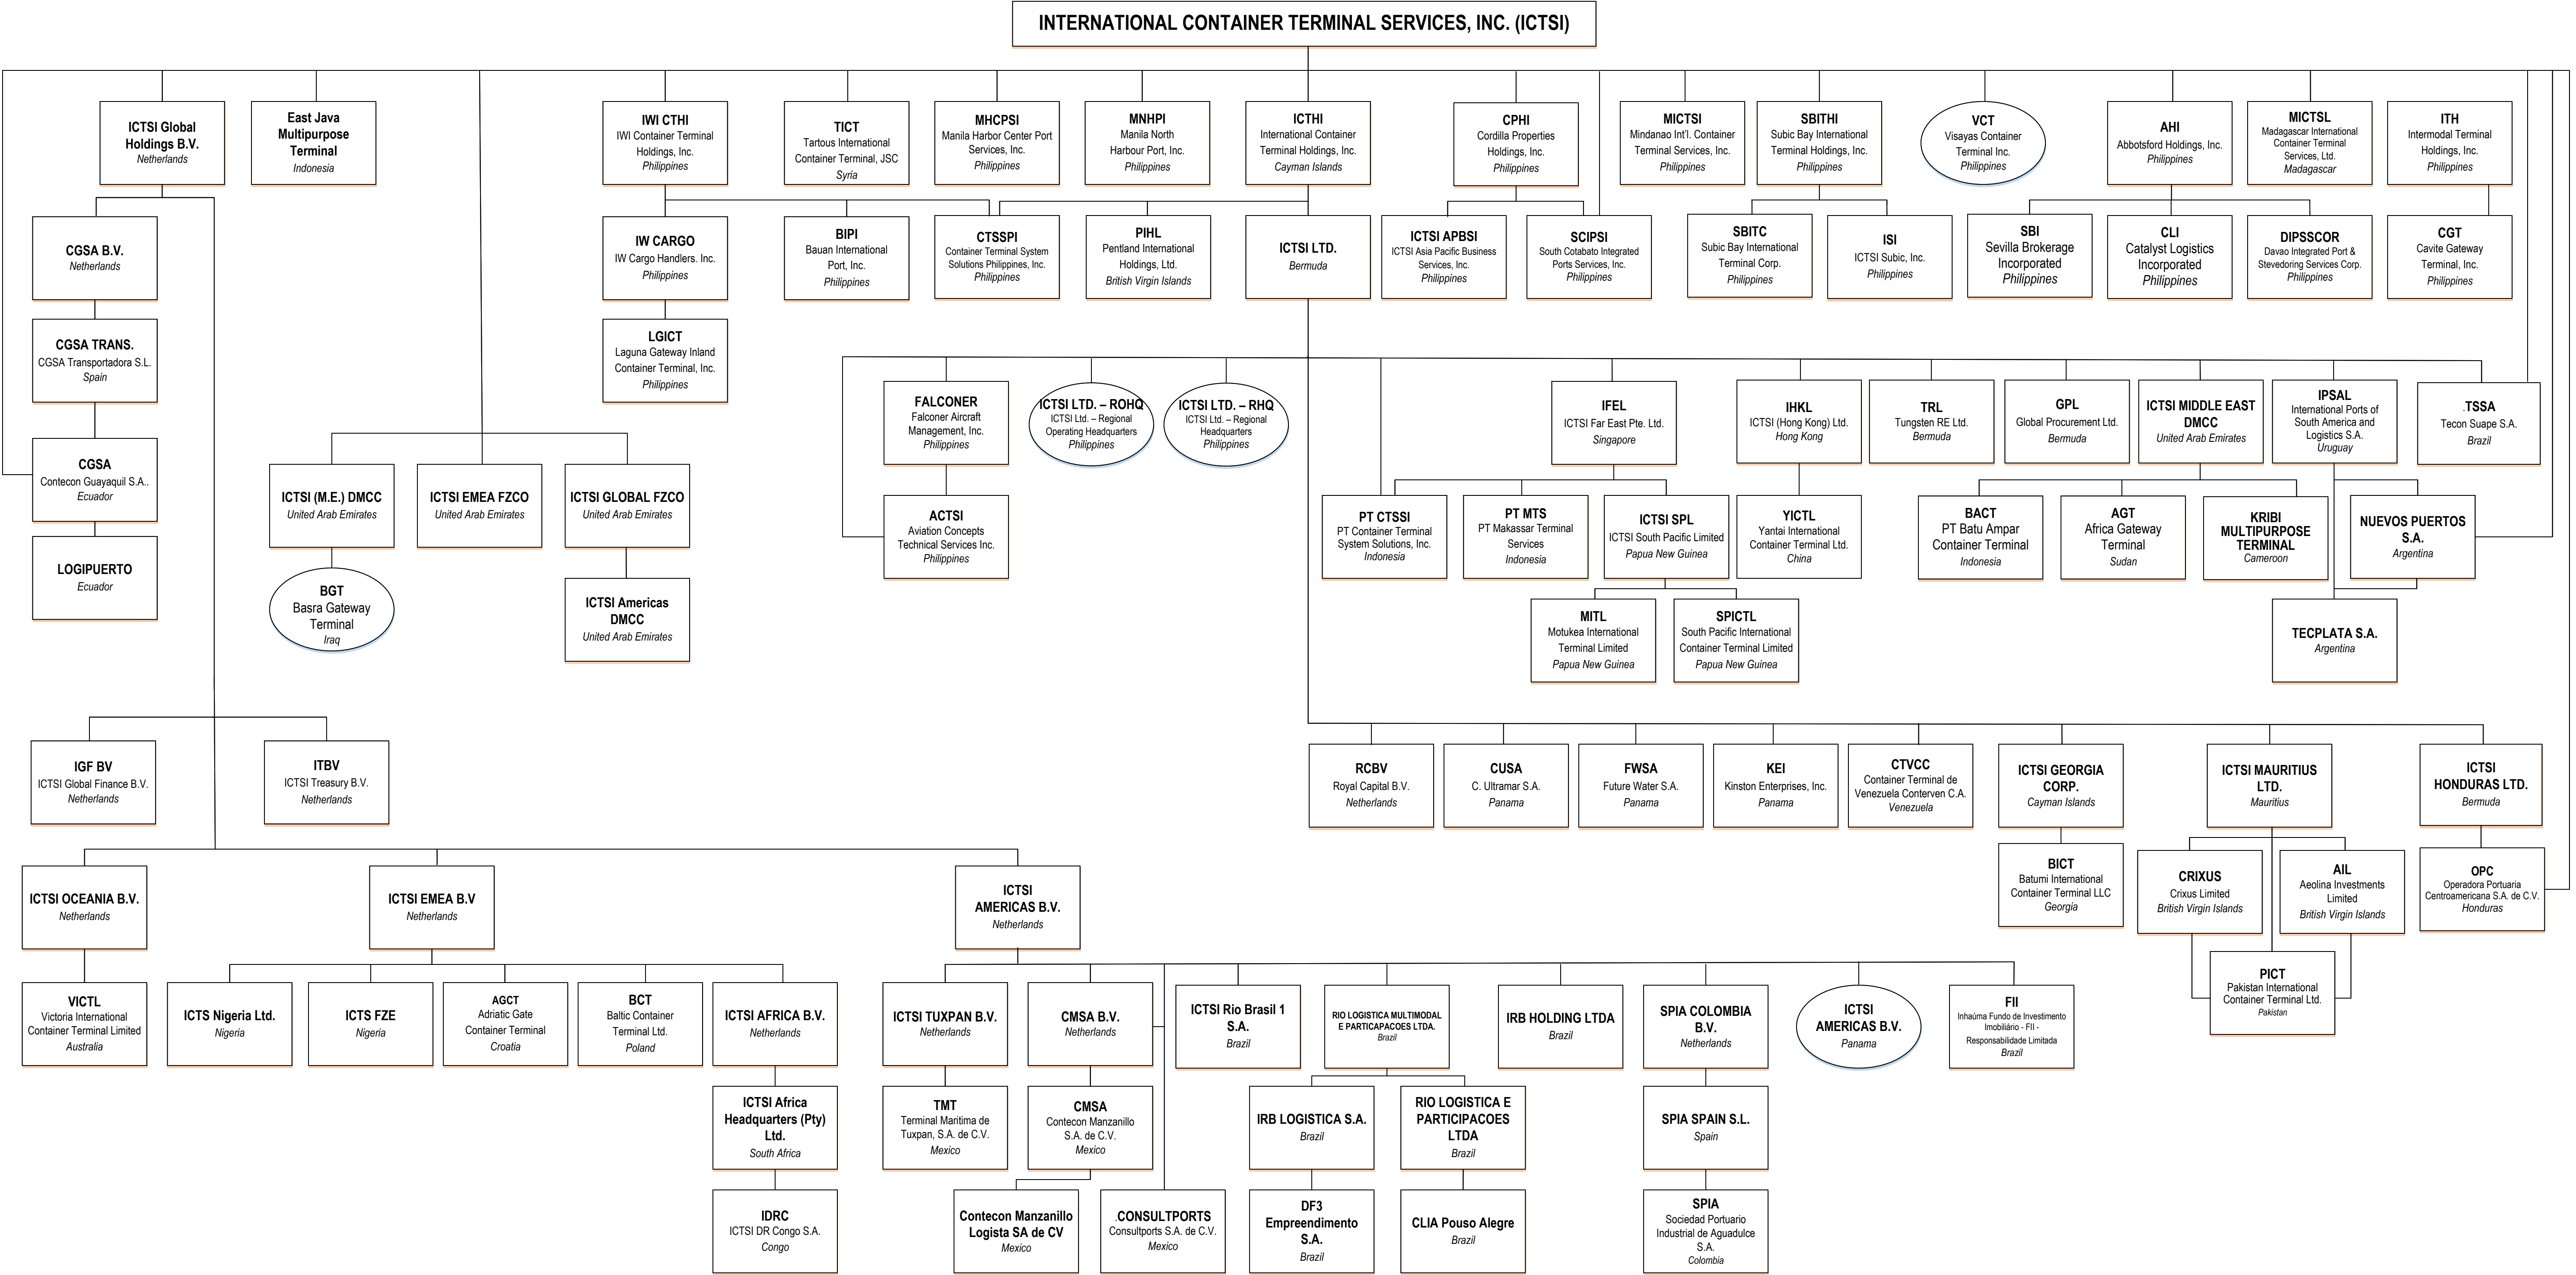 INTERNATIONAL CONTAINER TERMINAL SERVICES, INC. (ICTSI)
ICTSI Global
Holdings B.V.
Netherlands
East Java
Multipurpose
Terminal
Indonesia
IWI CTHI
IWI Container Terminal
Holdings, Inc.
Philippines
TICT
Tartous International
Container Terminal, JSC
Syria
MHCPSI
Manila Harbor Center Port
Services, Inc.
Philippines
MNHPI
Manila North
Harbour Port, Inc.
Philippines
ICTHI
International Container
Terminal Holdings, Inc.
Cayman Islands
CPHI
Cordilla Properties
Holdings, Inc.
Philippines
MICTSI
Mindanao Int'l. Container
Terminal Services, Inc.
Philippines
SBITHI
Subic Bay International
Terminal Holdings, Inc.
Philippines
VCT
Visayas Container
Terminal Inc.
Philippines
AHI
Abbotsford Holdings, Inc.
Philippines
MICTSL
Madagascar International
Container Terminal
Services, Ltd.
Madagascar
ITH
Intermodal Terminal
Holdings, Inc.
Philippines
CGSA B.V.
Netherlands
IW CARGO
IW Cargo Handlers. Inc.
Philippines
BIPI
Bauan International
Port, Inc.
Philippines
CTSSPI
Container Terminal System
Solutions Philippines, Inc.
Philippines
PIHL
Pentland International
Holdings, Ltd.
British Virgin Islands
ICTSI LTD.
Bermuda
ICTSI APBSI
ICTSI Asia Pacific Business
Services, Inc.
Philippines
SCIPSI
South Cotabato Integrated
Ports Services, Inc.
Philippines
SBITC
Subic Bay International
Terminal Corp.
Philippines
ISI
ICTSI Subic, Inc.
Philippines
SBI
Sevilla Brokerage
Incorporated
Philippines
CLI
Catalyst Logistics
Incorporated
Philippines
DIPSSCOR
Davao Integrated Port &
Stevedoring Services Corp.
Philippines
CGT
Cavite Gateway
Terminal, Inc.
Philippines
CGSA TRANS.
CGSA Transportadora S.L.
Spain
LGICT
Laguna Gateway Inland
Container Terminal, Inc.
Philippines
FALCONER
Falconer Aircraft
Management, Inc.
Philippines
ICTSI LTD. – ROHQ
ICTSI Ltd. – Regional
Operating Headquarters
Philippines
ICTSI LTD. – RHQ
ICTSI Ltd. – Regional
Headquarters
Philippines
IFEL
ICTSI Far East Pte. Ltd.
Singapore
IHKL
ICTSI (Hong Kong) Ltd.
Hong Kong
TRL
Tungsten RE Ltd.
Bermuda
GPL
Global Procurement Ltd.
Bermuda
ICTSI MIDDLE EAST
DMCC
United Arab Emirates
IPSAL
International Ports of
South America and
Logistics S.A.
Uruguay
.TSSA
Tecon Suape S.A.
Brazil
CGSA
Contecon Guayaquil S.A..
Ecuador
ICTSI (M.E.) DMCC
United Arab Emirates
ICTSI EMEA FZCO
United Arab Emirates
ICTSI GLOBAL FZCO
United Arab Emirates
ACTSI
Aviation Concepts
Technical Services Inc.
Philippines
PT CTSSI
PT Container Terminal
System Solutions, Inc.
Indonesia
PT MTS
PT Makassar Terminal
Services
Indonesia
ICTSI SPL
ICTSI South Pacific Limited
Papua New Guinea
YICTL
Yantai International
Container Terminal Ltd.
China
BACT
PT Batu Ampar
Container Terminal
Indonesia
AGT
Africa Gateway
Terminal
Sudan
KRIBI
MULTIPURPOSE
TERMINAL
Cameroon
NUEVOS PUERTOS
S.A.
Argentina
LOGIPUERTO
Ecuador
BGT
Basra Gateway
Terminal
Iraq
ICTSI Americas
DMCC
United Arab Emirates
MITL
Motukea International
Terminal Limited
Papua New Guinea
SPICTL
South Pacific International
Container Terminal Limited
Papua New Guinea
TECPLATA S.A.
Argentina
IGF BV
ICTSI Global Finance B.V.
Netherlands
ITBV
ICTSI Treasury B.V.
Netherlands
RCBV
Royal Capital B.V.
Netherlands
CUSA
C. Ultramar S.A.
Panama
FWSA
Future Water S.A.
Panama
KEI
Kinston Enterprises, Inc.
Panama
CTVCC
Container Terminal de
Venezuela Conterven C.A.
Venezuela
ICTSI GEORGIA
CORP.
Cayman Islands
ICTSI MAURITIUS
LTD.
Mauritius
ICTSI
HONDURAS LTD.
Bermuda
BICT
Batumi International
Container Terminal LLC
Georgia
CRIXUS
Crixus Limited
British Virgin Islands
AIL
Aeolina Investments
Limited
British Virgin Islands
OPC
Operadora Portuaria
Centroamericana S.A. de C.V.
Honduras
ICTSI OCEANIA B.V.
Netherlands
ICTSI EMEA B.V
Netherlands
ICTSI
AMERICAS B.V.
Netherlands
PICT
Pakistan International
Container Terminal Ltd.
Pakistan
VICTL
Victoria International
Container Terminal Limited
Australia
ICTS Nigeria Ltd.
Nigeria
ICTS FZE
Nigeria
AGCT
Adriatic Gate
Container Terminal
Croatia
BCT
Baltic Container
Terminal Ltd.
Poland
ICTSI AFRICA B.V.
Netherlands
ICTSI TUXPAN B.V.
Netherlands
CMSA B.V.
Netherlands
ICTSI Rio Brasil 1
S.A.
Brazil
RIO LOGISTICA MULTIMODAL
E PARTICAPACOES LTDA.
Brazil
IRB HOLDING LTDA
Brazil
SPIA COLOMBIA
B.V.
Netherlands
ICTSI
AMERICAS B.V.
Panama
FII
Inhaúma Fundo de Investimento
Imobiliário - FII -
Responsabilidade Limitada
Brazil
ICTSI Africa
Headquarters (Pty)
Ltd.
South Africa
TMT
Terminal Maritima de
Tuxpan, S.A. de C.V.
Mexico
CMSA
Contecon Manzanillo
S.A. de C.V.
Mexico
IRB LOGISTICA S.A.
Brazil
RIO LOGISTICA E
PARTICIPACOES
LTDA
Brazil
SPIA SPAIN S.L.
Spain
IDRC
ICTSI DR Congo S.A.
Congo
Contecon Manzanillo
Logista SA de CV
Mexico
.CONSULTPORTS
Consultports S.A. de C.V.
Mexico
DF3
Empreendimento
S.A.
Brazil
CLIA Pouso Alegre
Brazil
SPIA
Sociedad Portuario
Industrial de Aguadulce
S.A.
Colombia